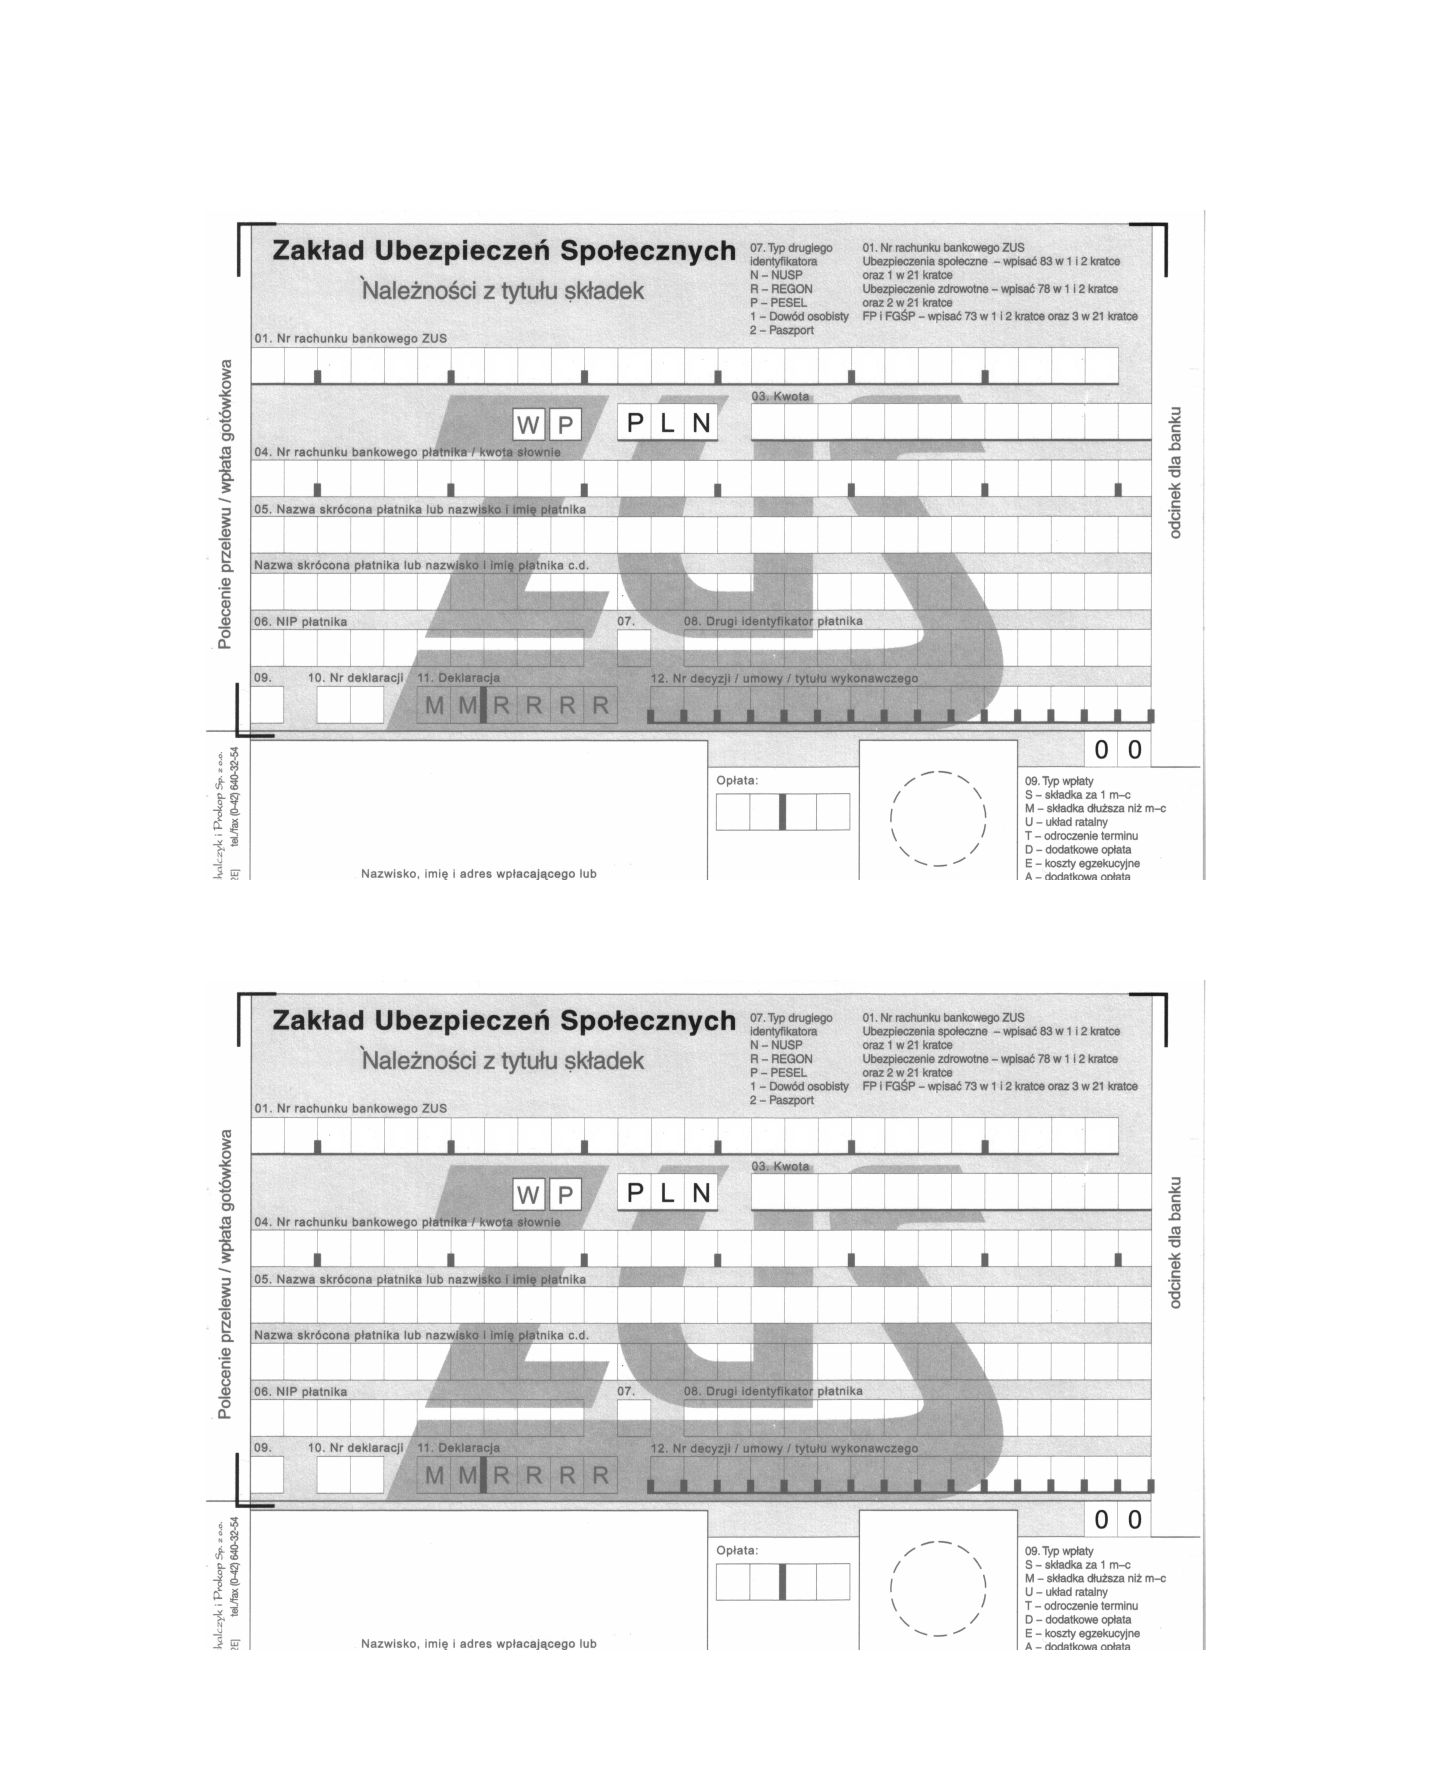 Zakład Ubezpieczeń Społecznych
Należności z tytułu składek
07. Typ drugiego
identyfikatora
N – NUSP
R – REGON
P – PESEL
1 – Dowód osobisty
2 – Paszport
01. Nr rachunku bankowego ZUS
Ubezpieczenia społeczne – wpisać 83 w 1 i 2 kratce
oraz 1 w 21 kratce
Ubezpieczenie zdrowotne – wpisać 78 w 1 i 2 kratce
oraz 2 w 21 kratce
FP i FGŚP – wpisać 73 w 1 i 2 kratce oraz 3 w 21 kratce
01. Nr rachunku bankowego ZUS
03. Kwota
W P P L N
04. Nr rachunku bankowego płatnika / kwota słownie
05. Nazwa skrócona płatnika lub nazwisko i imię płatnika
Nazwa skrócona płatnika lub nazwisko i imię płatnika c.d.
06. NIP płatnika 07. 08. Drugi identyfikator płatnika
09. 10. Nr deklaracji 11. Deklaracja 12. Nr decyzji / umowy / tytułu wykonawczego
M M R R R R
ZUS
Polecenie przelewu / wpłata gotówkowa
odcinek dla banku
0 0
halczyk i Prokop Sp. z o.o.
tel./fax (0-42) 640-32-54
Opłata:
09. Typ wpłaty
S – składka za 1 m–c
M – składka dłuższa niż m–c
U – układ ratalny
T – odroczenie terminu
D – dodatkowe opłata
E – koszty egzekucyjne
A – dodatkowa opłata
Nazwisko, imię i adres wpłacającego lub
Zakład Ubezpieczeń Społecznych
Należności z tytułu składek
07. Typ drugiego
identyfikatora
N – NUSP
R – REGON
P – PESEL
1 – Dowód osobisty
2 – Paszport
01. Nr rachunku bankowego ZUS
Ubezpieczenia społeczne – wpisać 83 w 1 i 2 kratce
oraz 1 w 21 kratce
Ubezpieczenie zdrowotne – wpisać 78 w 1 i 2 kratce
oraz 2 w 21 kratce
FP i FGŚP – wpisać 73 w 1 i 2 kratce oraz 3 w 21 kratce
01. Nr rachunku bankowego ZUS
03. Kwota
W P P L N
04. Nr rachunku bankowego płatnika / kwota słownie
05. Nazwa skrócona płatnika lub nazwisko i imię płatnika
Nazwa skrócona płatnika lub nazwisko i imię płatnika c.d.
06. NIP płatnika 07. 08. Drugi identyfikator płatnika
09. 10. Nr deklaracji 11. Deklaracja 12. Nr decyzji / umowy / tytułu wykonawczego
M M R R R R
ZUS
Polecenie przelewu / wpłata gotówkowa
odcinek dla banku
0 0
halczyk i Prokop Sp. z o.o.
tel./fax (0-42) 640-32-54
Opłata:
09. Typ wpłaty
S – składka za 1 m–c
M – składka dłuższa niż m–c
U – układ ratalny
T – odroczenie terminu
D – dodatkowe opłata
E – koszty egzekucyjne
A – dodatkowa opłata
Nazwisko, imię i adres wpłacającego lub